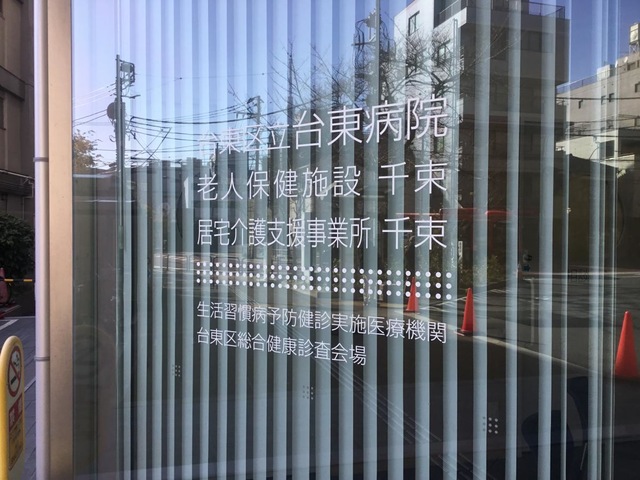 台東区立台東病院
老人保健施設 千束
居宅介護支援事業所 千束
生活習慣病予防健診実施医療機関
台東区総合健康診査会場